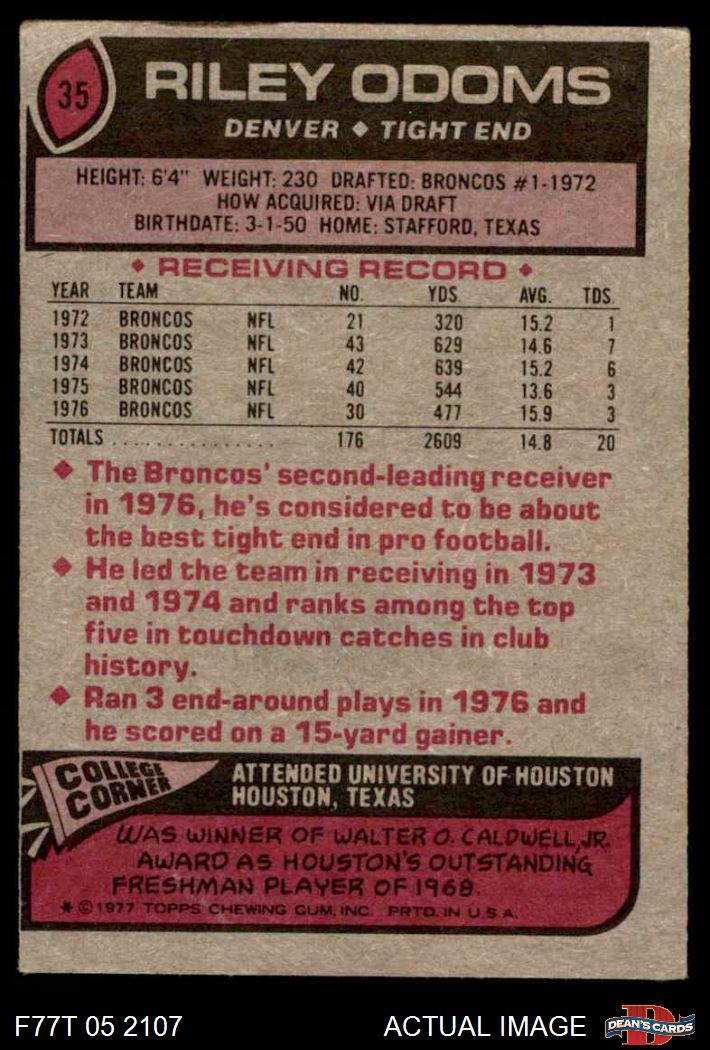 35
RILEY ODOMS
DENVER ◆ TIGHT END
HEIGHT: 6'4" WEIGHT: 230 DRAFTED: BRONCOS #1-1972
HOW ACQUIRED: VIA DRAFT
BIRTHDATE: 3-1-50 HOME: STAFFORD, TEXAS
◆ RECEIVING RECORD ◆
YEAR TEAM NO. YDS. AVG. TDS.
1972 BRONCOS NFL 21 320 15.2 1
1973 BRONCOS NFL 43 629 14.6 7
1974 BRONCOS NFL 42 639 15.2 6
1975 BRONCOS NFL 40 544 13.6 3
1976 BRONCOS NFL 30 477 15.9 3
TOTALS ................ 176 2609 14.8 20
◆ The Broncos' second-leading receiver
in 1976, he's considered to be about
the best tight end in pro football.
◆ He led the team in receiving in 1973
and 1974 and ranks among the top
five in touchdown catches in club
history.
◆ Ran 3 end-around plays in 1976 and
he scored on a 15-yard gainer.
COLLEGE
CORNER
ATTENDED UNIVERSITY OF HOUSTON
HOUSTON, TEXAS
WAS WINNER OF WALTER O. CALDWELL, JR.
AWARD AS HOUSTON'S OUTSTANDING
FRESHMAN PLAYER OF 1968.
* © 1977 TOPPS CHEWING GUM, INC. PRTD. IN U.S.A.
F77T 05 2107 ACTUAL IMAGE
D
DEAN'S CARDS